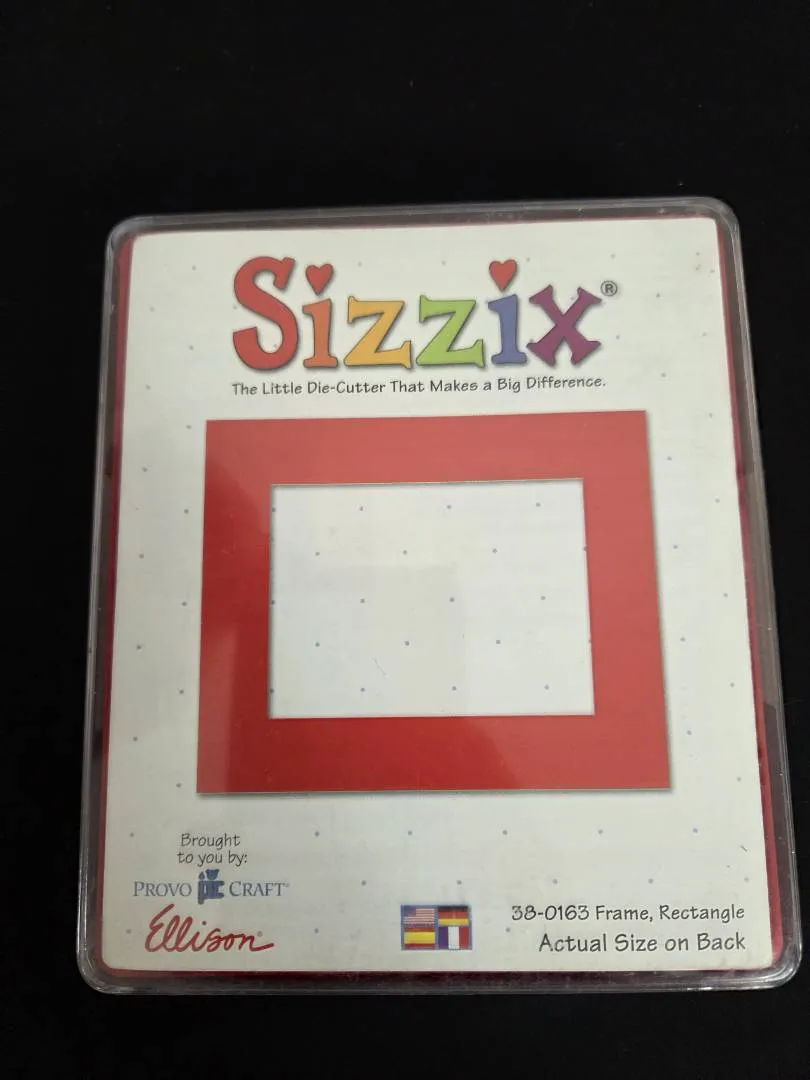 Sizzix®
The Little Die-Cutter That Makes a Big Difference.
Brought
to you by:
PROVO PC CRAFT®
Ellison®
38-0163 Frame, Rectangle
Actual Size on Back